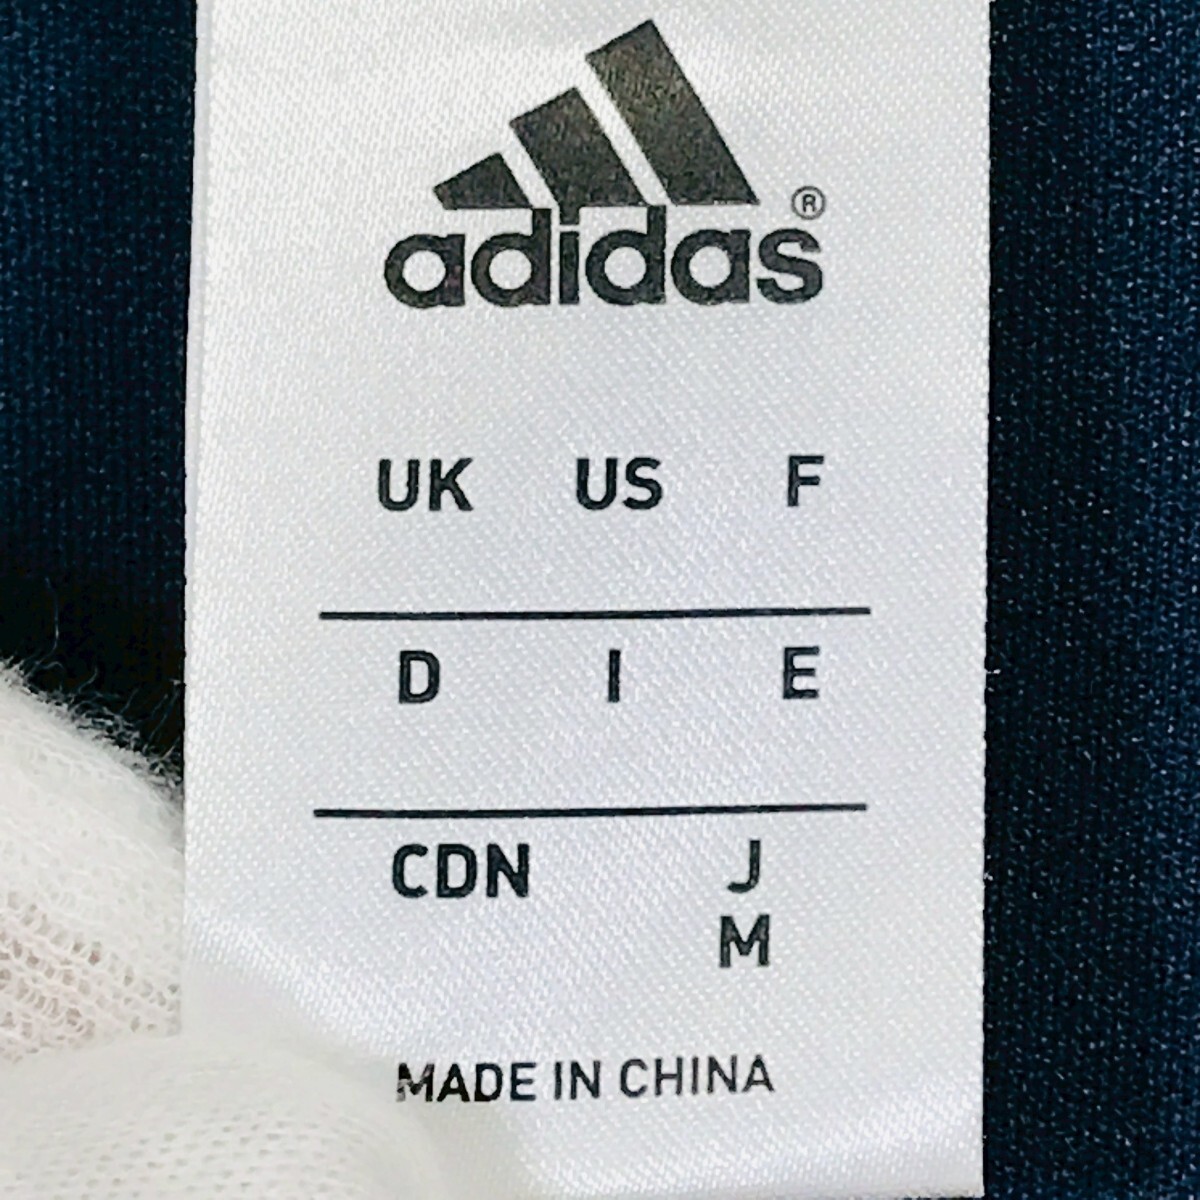 adidas®
UK US F
D I E
CDN J
M
MADE IN CHINA